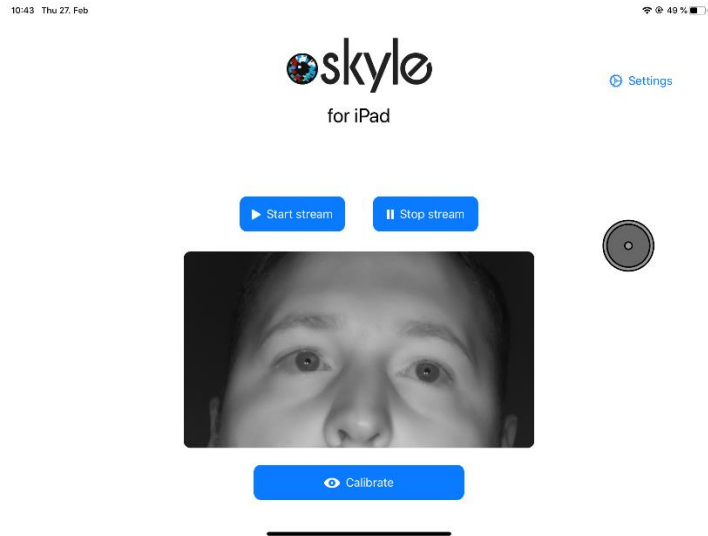 10:43 Thu 27. Feb
49 %
skyle
for iPad
Settings
Start stream
Stop stream
Calibrate